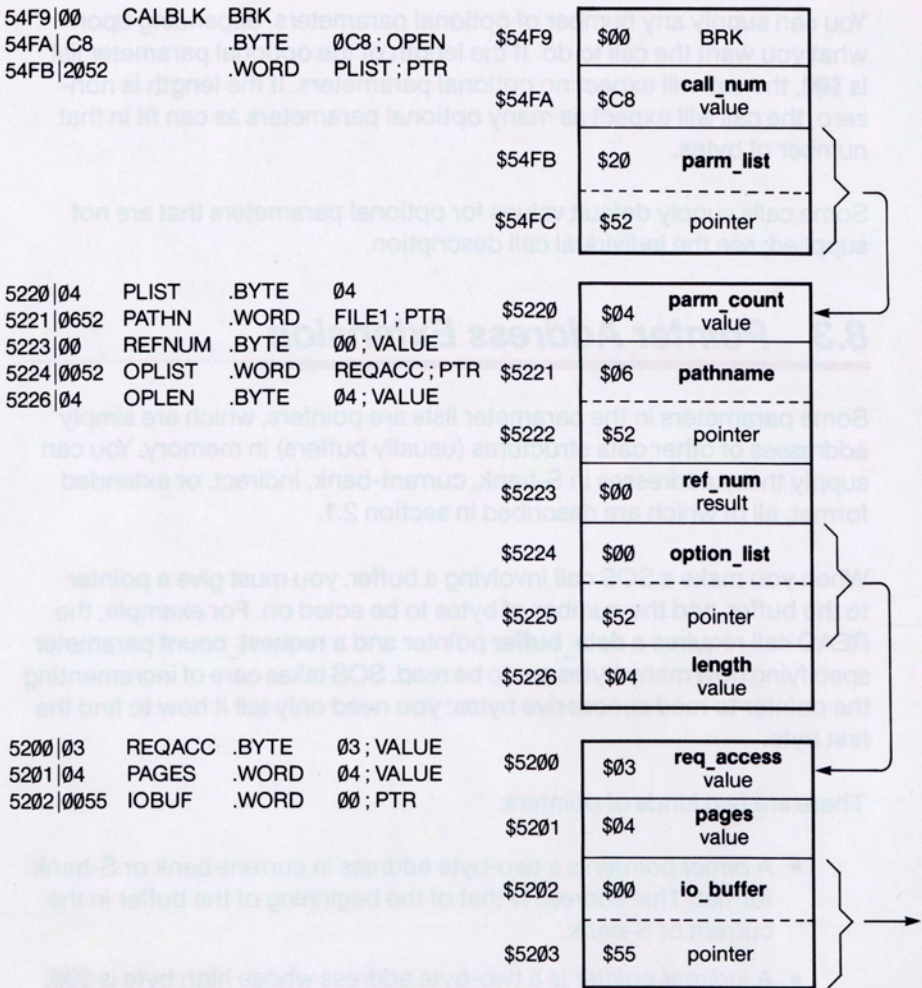 54F9|00 CALBLK BRK
54FA|C8 .BYTE 0C8;OPEN
54FB|2052 .WORD PLIST;PTR
$54F9 $00 BRK
$54FA $C8 call_num
value
$54FB $20 parm_list
$54FC $52 pointer
5220|04 PLIST .BYTE 04
5221|0652 PATHN .WORD FILE1;PTR
5223|00 REFNUM .BYTE 00;VALUE
5224|0052 OPLIST .WORD REQACC;PTR
5226|04 OPLEN .BYTE 04;VALUE
$5220 $04 parm_count
value
$5221 $06 pathname
$5222 $52 pointer
$5223 $00 ref_num
result
$5224 $00 option_list
$5225 $52 pointer
$5226 $04 length
value
5200|03 REQACC .BYTE 03;VALUE
5201|04 PAGES .WORD 04;VALUE
5202|0055 IOBUF .WORD 00;PTR
$5200 $03 req_access
value
$5201 $04 pages
value
$5202 $00 io_buffer
$5203 $55 pointer